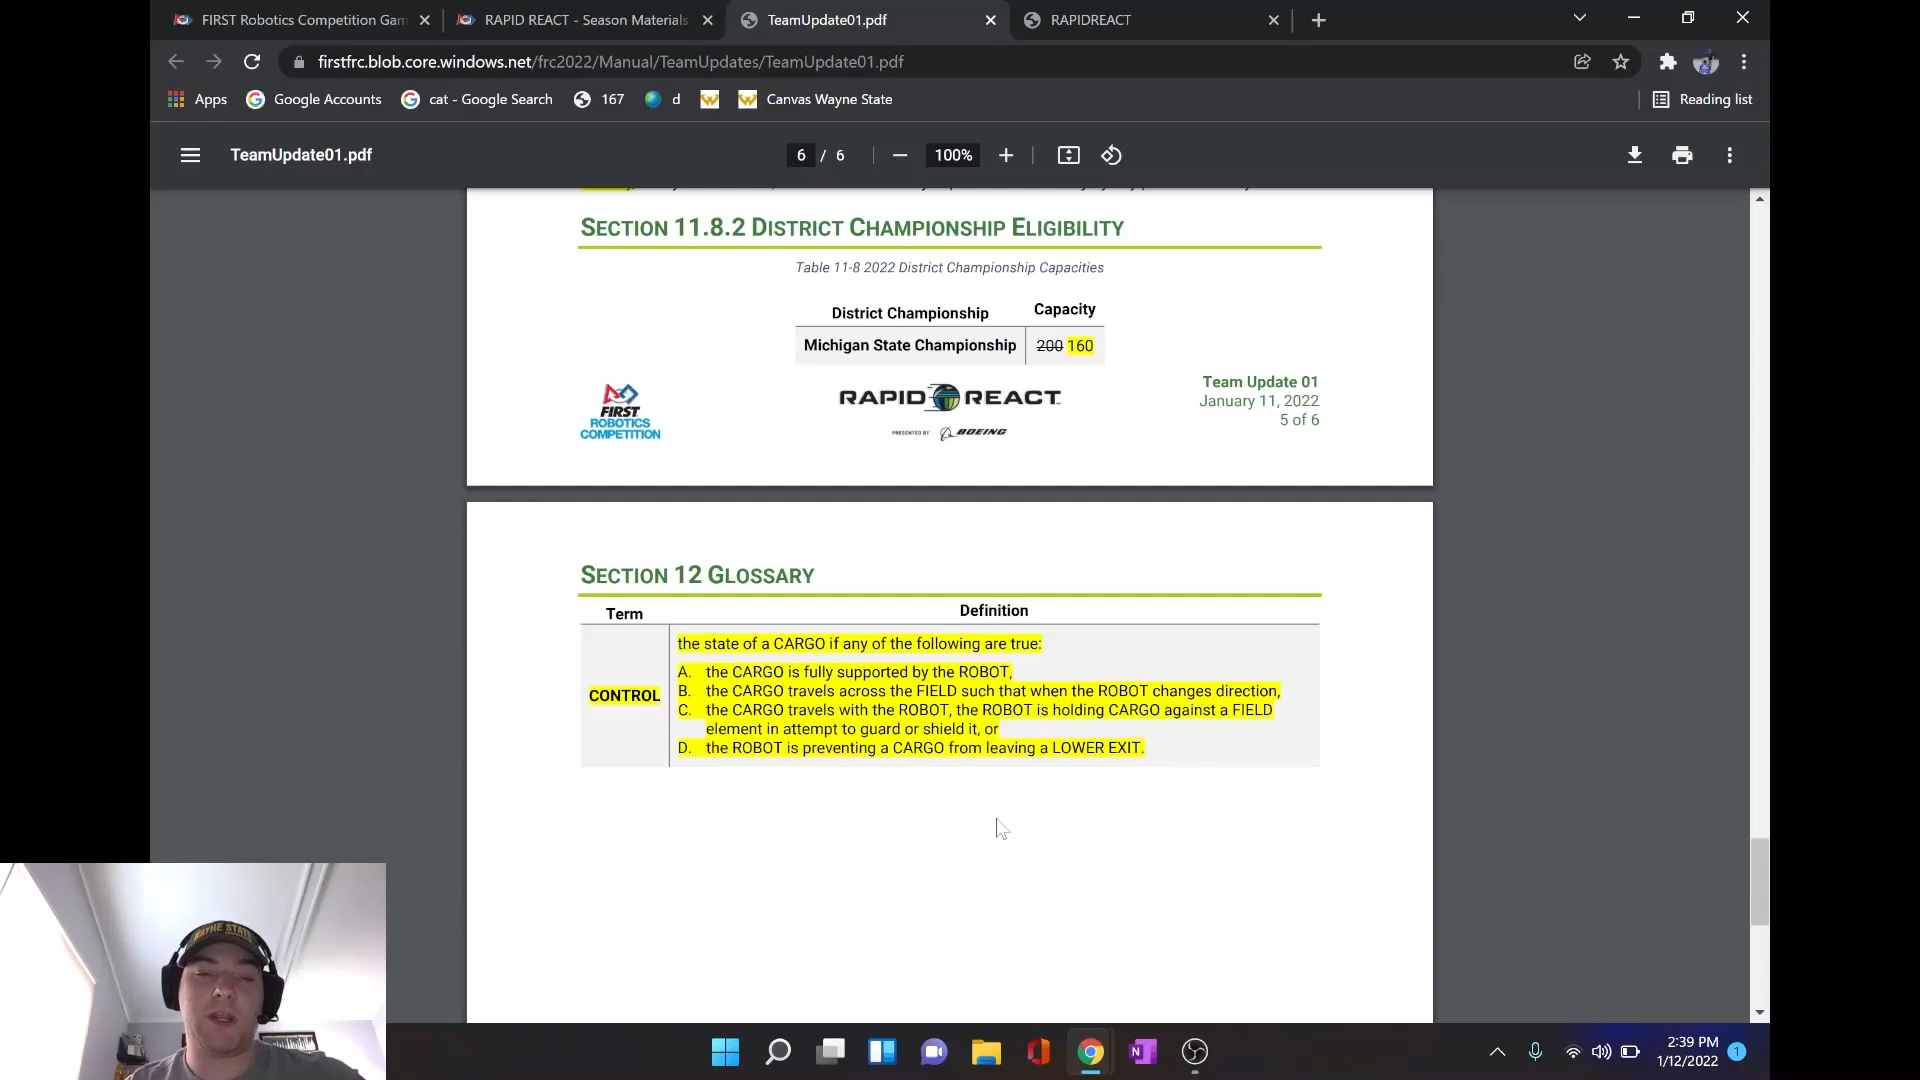 FIRST Robotics Competition Gam
RAPID REACT - Season Materials
TeamUpdate01.pdf
RAPIDREACT
firstfrc.blob.core.windows.net/frc2022/Manual/TeamUpdates/TeamUpdate01.pdf
Apps
Google Accounts
cat - Google Search
167
d
Canvas Wayne State
Reading list
TeamUpdate01.pdf
6 / 6
100%
SECTION 11.8.2 DISTRICT CHAMPIONSHIP ELIGIBILITY
Table 11-8 2022 District Championship Capacities
District Championship Capacity
Michigan State Championship 200 160
FIRST
ROBOTICS
COMPETITION
RAPID REACT
PRESENTED BY BOEING
Team Update 01
January 11, 2022
5 of 6
SECTION 12 GLOSSARY
Term Definition
CONTROL
the state of a CARGO if any of the following are true:
A. the CARGO is fully supported by the ROBOT,
B. the CARGO travels across the FIELD such that when the ROBOT changes direction,
C. the CARGO travels with the ROBOT, the ROBOT is holding CARGO against a FIELD
element in attempt to guard or shield it, or
D. the ROBOT is preventing a CARGO from leaving a LOWER EXIT.
WAYNE STATE
2:39 PM
1/12/2022
1